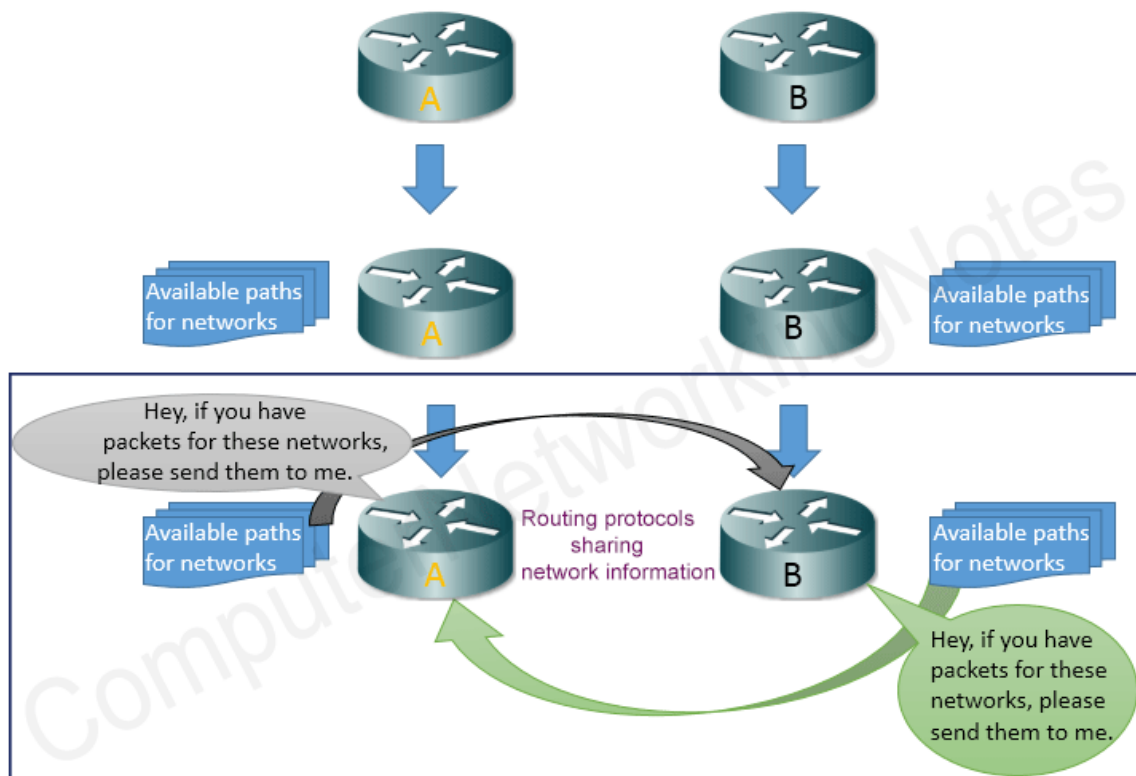 A
B
Available paths
for networks
A
B
Available paths
for networks
Hey, if you have
packets for these networks,
please send them to me.
Available paths
for networks
A
Routing protocols
sharing
network information
B
Available paths
for networks
Hey, if you have
packets for these
networks, please
send them to me.
ComputerNetworkingNotes